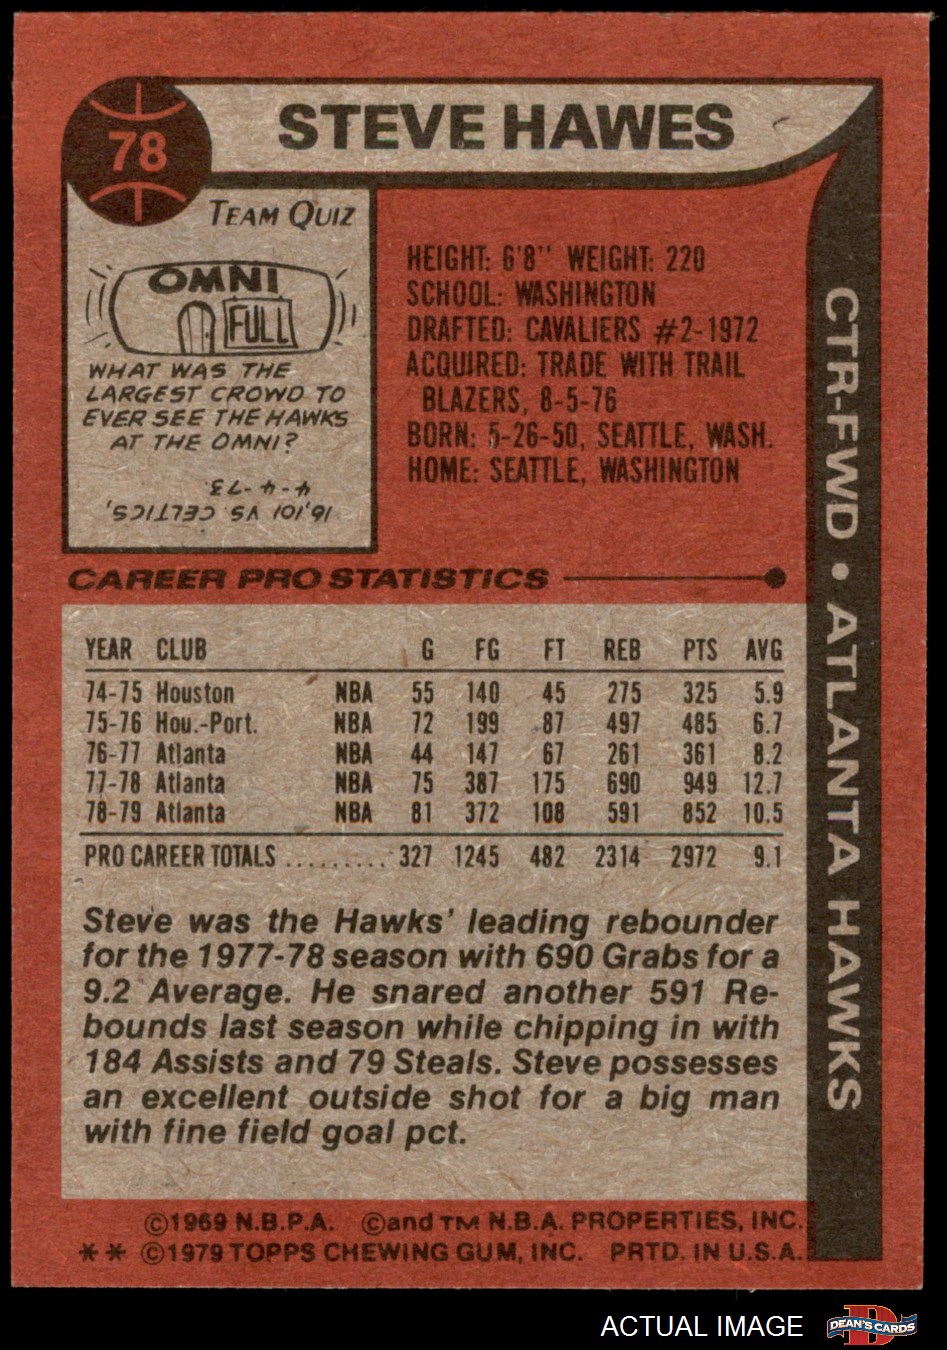 78
STEVE HAWES
TEAM QUIZ
OMNI
FULL
WHAT WAS THE
LARGEST CROWD TO
EVER SEE THE HAWKS
AT THE OMNI?
16,101 VS CELTICS,
4-4-73
HEIGHT: 6'8'' WEIGHT: 220
SCHOOL: WASHINGTON
DRAFTED: CAVALIERS #2-1972
ACQUIRED: TRADE WITH TRAIL
BLAZERS, 8-5-76
BORN: 5-26-50, SEATTLE, WASH.
HOME: SEATTLE, WASHINGTON
CTR-FWD • ATLANTA HAWKS
CAREER PRO STATISTICS
YEAR CLUB G FG FT REB PTS AVG
74-75 Houston NBA 55 140 45 275 325 5.9
75-76 Hou.-Port. NBA 72 199 87 497 485 6.7
76-77 Atlanta NBA 44 147 67 261 361 8.2
77-78 Atlanta NBA 75 387 175 690 949 12.7
78-79 Atlanta NBA 81 372 108 591 852 10.5
PRO CAREER TOTALS ......... 327 1245 482 2314 2972 9.1
Steve was the Hawks' leading rebounder
for the 1977-78 season with 690 Grabs for a
9.2 Average. He snared another 591 Re-
bounds last season while chipping in with
184 Assists and 79 Steals. Steve possesses
an excellent outside shot for a big man
with fine field goal pct.
©1969 N.B.P.A. ©and TM N.B.A. PROPERTIES, INC.
** ©1979 TOPPS CHEWING GUM, INC. PRTD. IN U.S.A.
ACTUAL IMAGE
D
DEAN'S CARDS